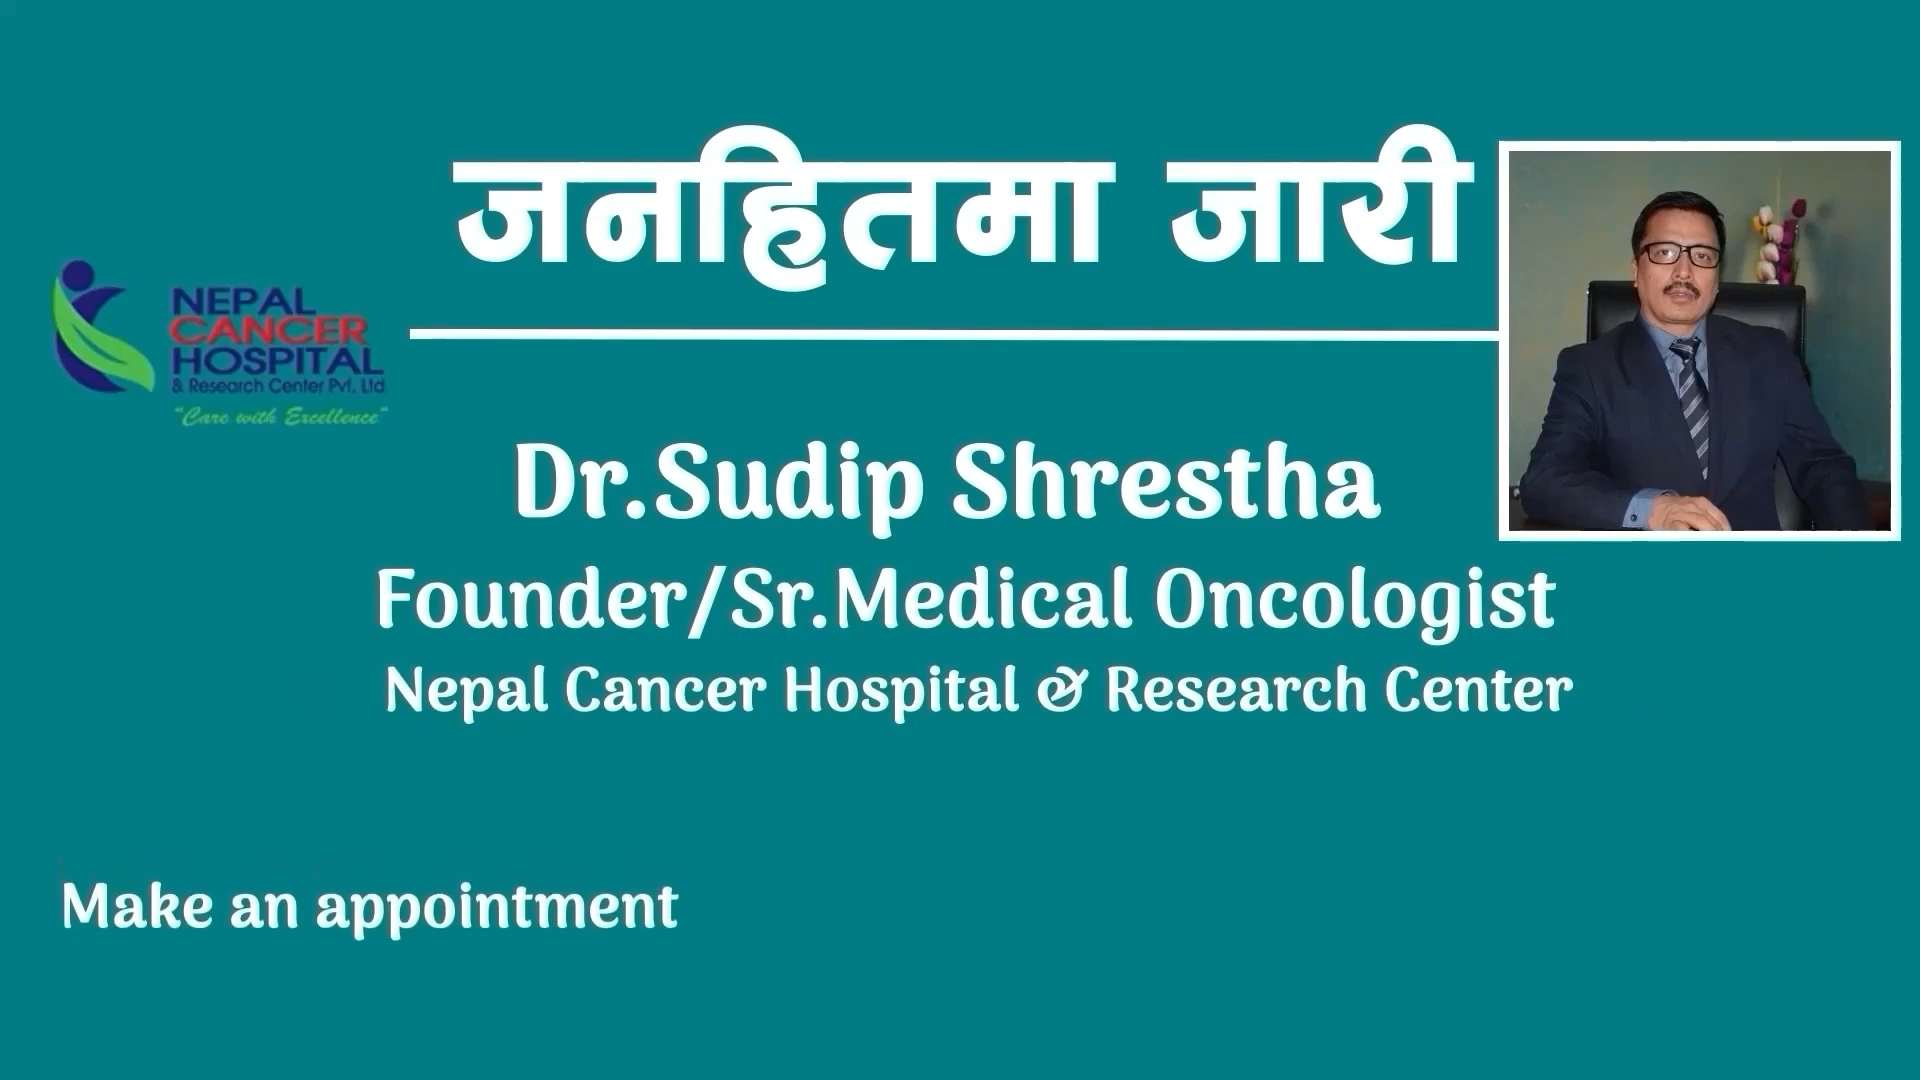 जनहितमा जारी
NEPAL
CANCER
HOSPITAL
& Research Center Pvt. Ltd
"Care with Excellence"
Dr.Sudip Shrestha
Founder/Sr.Medical Oncologist
Nepal Cancer Hospital & Research Center
Make an appointment